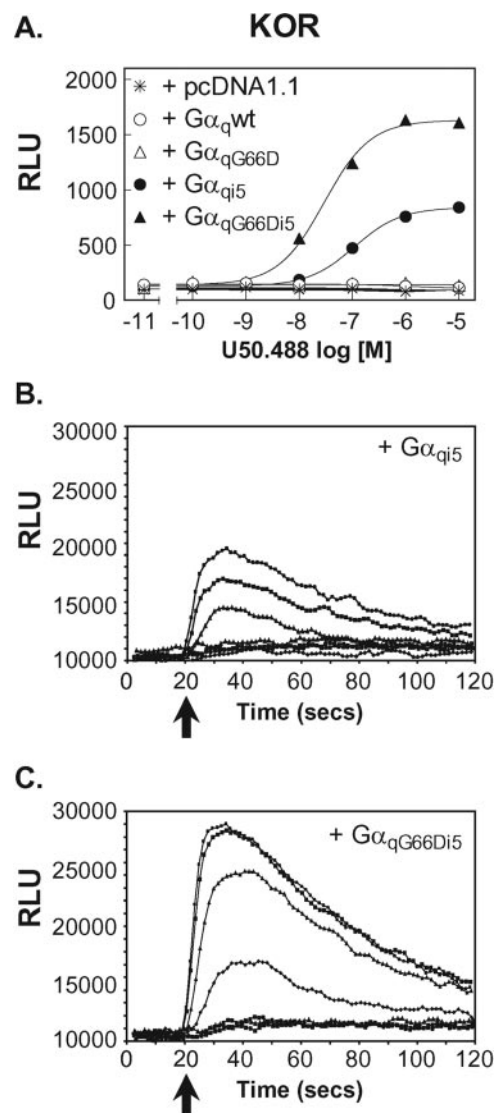 A. KOR
RLU
2000
1500
1000
500
0
+ pcDNA1.1
+ Gαqwt
+ GαqG66D
+ Gαqi5
+ GαqG66Di5
-11 -10 -9 -8 -7 -6 -5
U50.488 log [M]
B.
+ Gαqi5
RLU
30000
25000
20000
15000
10000
0 20 40 60 80 100 120
Time (secs)
C.
+ GαqG66Di5
RLU
30000
25000
20000
15000
10000
0 20 40 60 80 100 120
Time (secs)